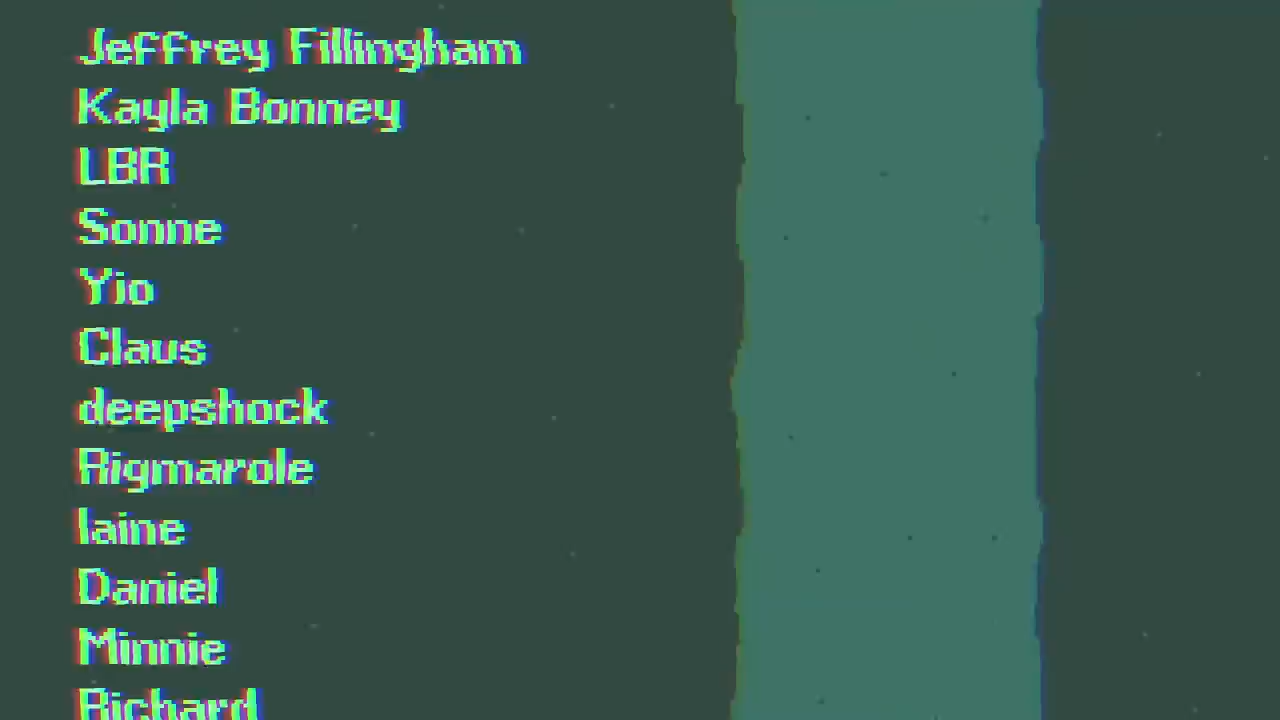 Jeffrey Fillingham
Kayla Bonney
LBR
Sonne
Yio
Claus
deepshock
Rigmarole
laine
Daniel
Minnie
Richard